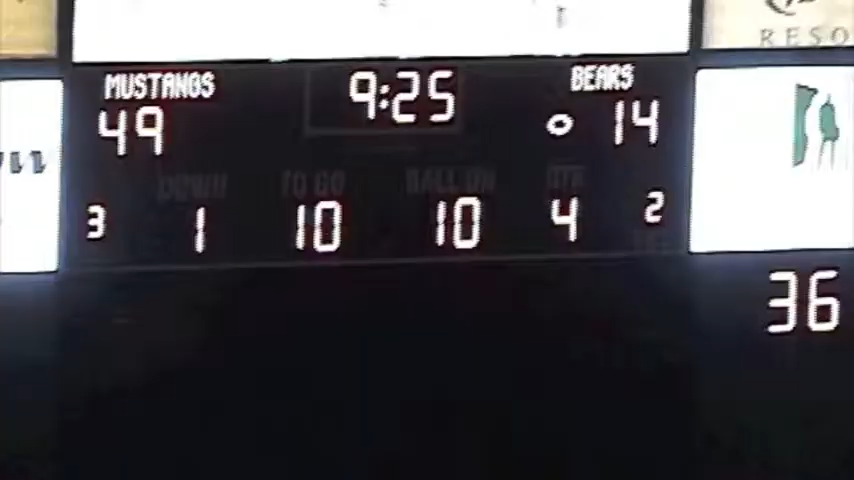 RESO
MUSTANGS 9:25 BEARS
49 14
DOWN TO GO BALL ON QTR
3 1 10 10 4 2
36